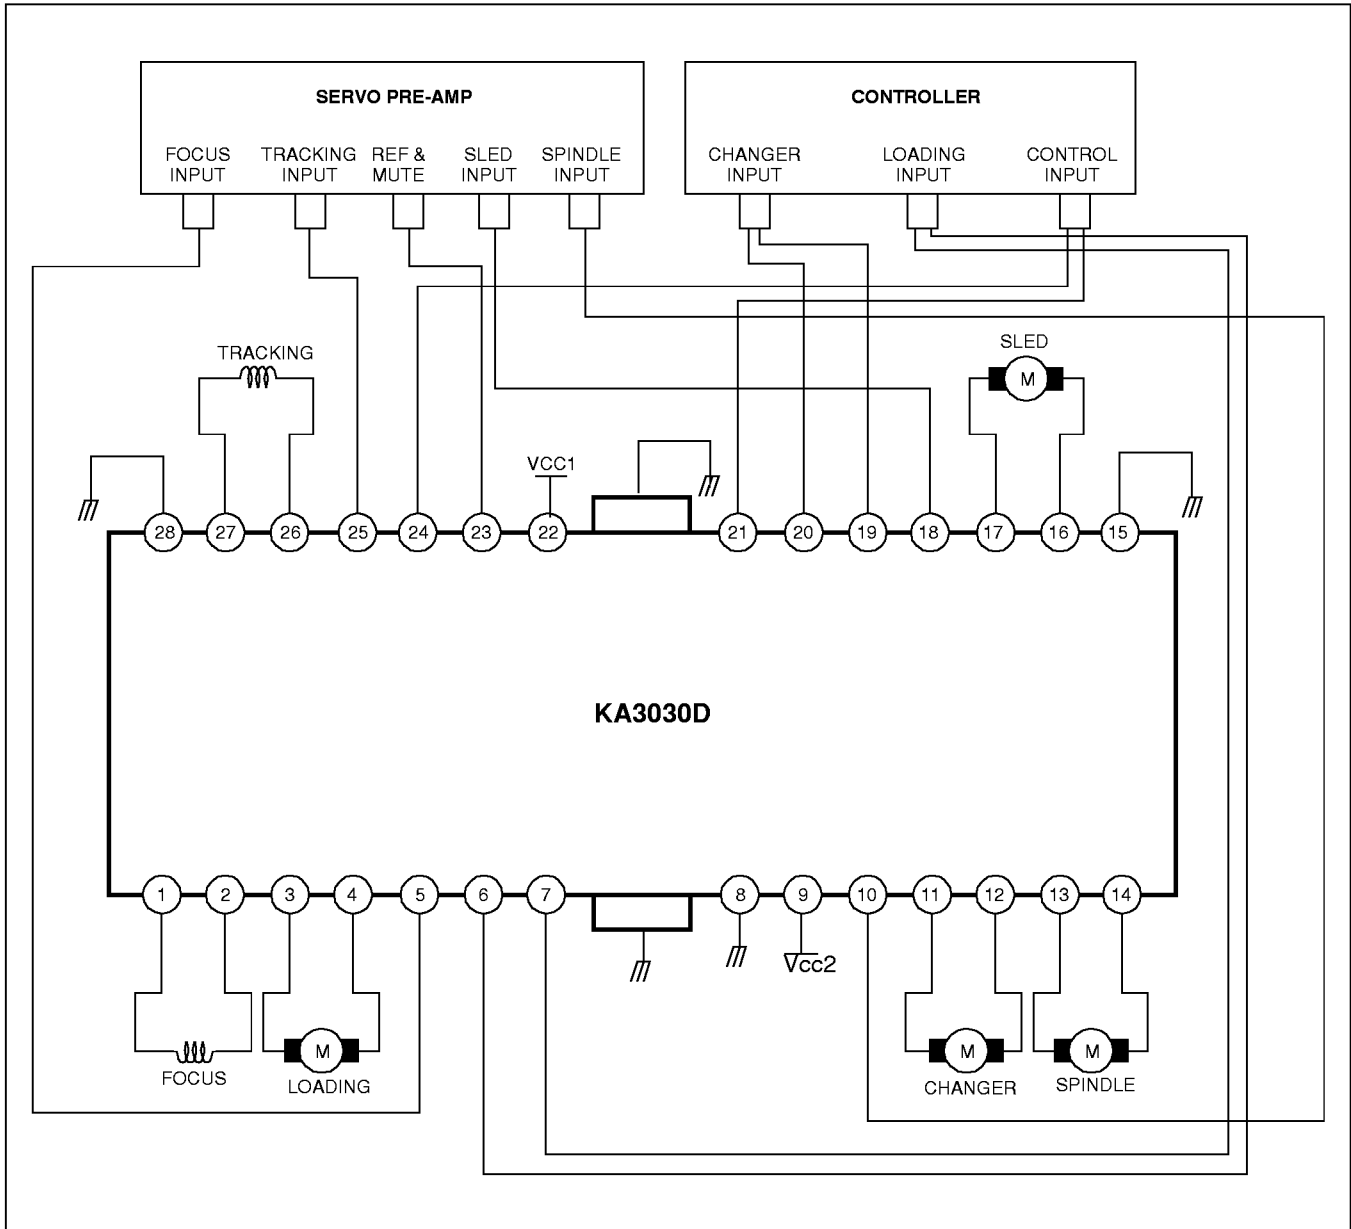 SERVO PRE-AMP
CONTROLLER
FOCUS INPUT
TRACKING INPUT
REF & MUTE
SLED INPUT
SPINDLE INPUT
CHANGER INPUT
LOADING INPUT
CONTROL INPUT
TRACKING
SLED
M
VCC1
28 27 26 25 24 23 22 21 20 19 18 17 16 15
KA3030D
1 2 3 4 5 6 7 8 9 10 11 12 13 14
Vcc2
M M M
FOCUS
LOADING
CHANGER
SPINDLE